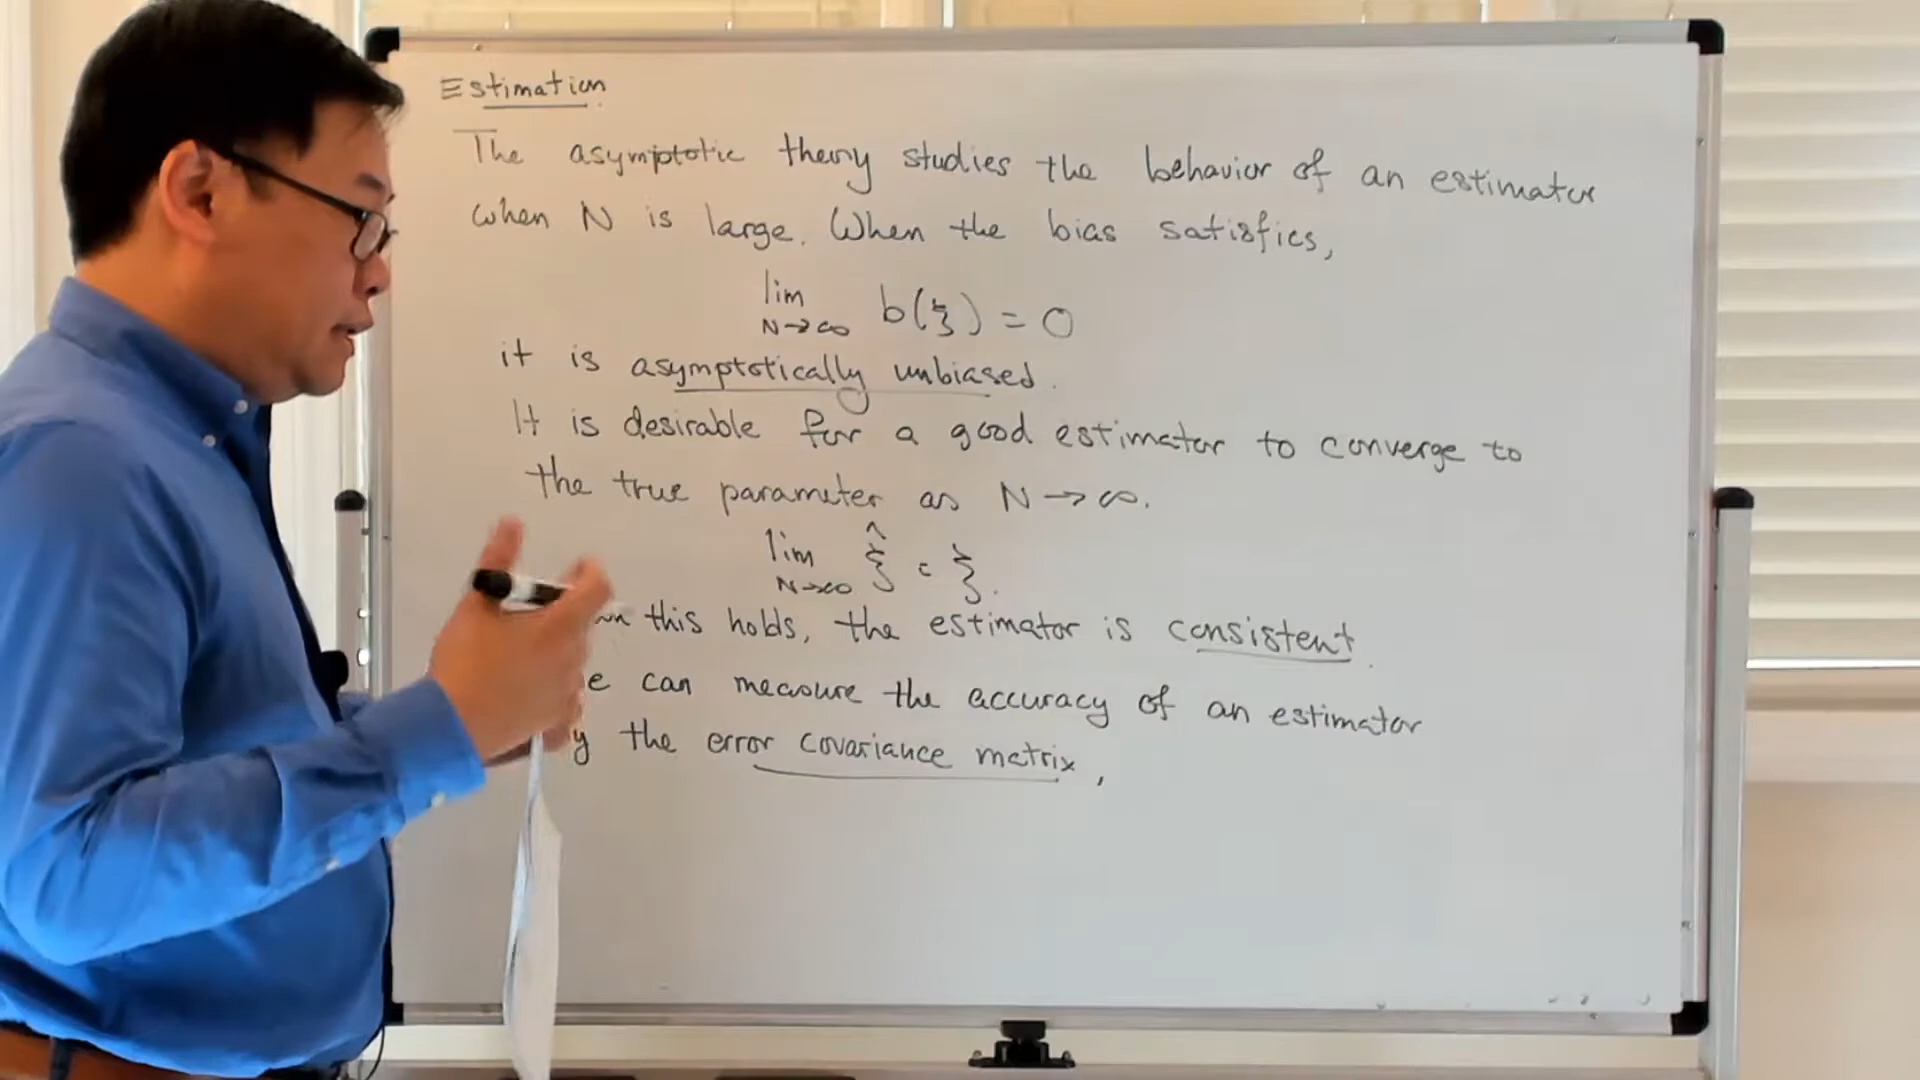 Estimation
The asymptotic theory studies the behavior of an estimator
when N is large. When the bias satisfies,
lim N→∞ b(ξ) = 0
it is asymptotically unbiased.
It is desirable for a good estimator to converge to
the true parameter as N → ∞.
lim N→∞ ξ̂ = ξ.
this holds, the estimator is consistent.
can measure the accuracy of an estimator
the error covariance matrix,